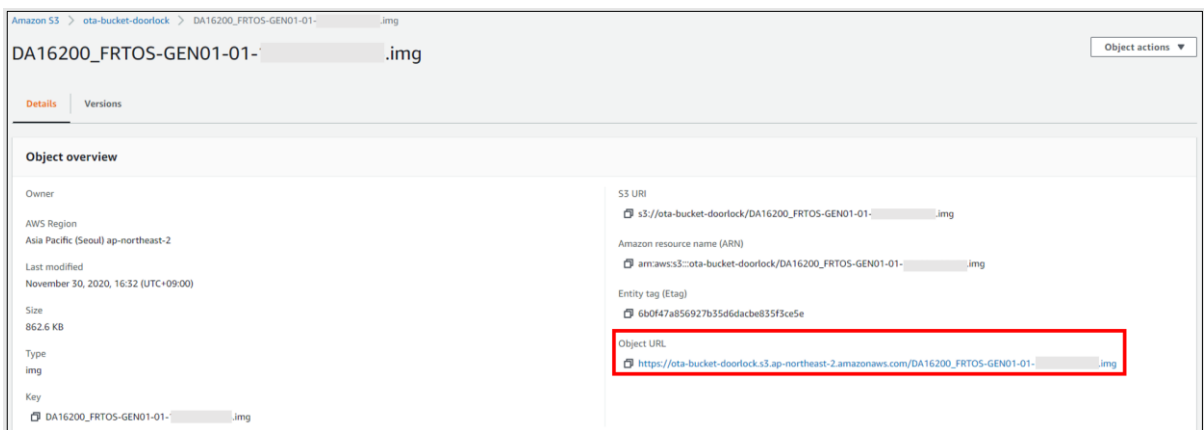 Amazon S3 > ota-bucket-doorlock > DA16200_FRTOS-GEN01-01- .img
DA16200_FRTOS-GEN01-01- .img
Object actions ▼
Details Versions
Object overview
Owner
AWS Region
Asia Pacific (Seoul) ap-northeast-2
Last modified
November 30, 2020, 16:32 (UTC+09:00)
Size
862.6 KB
Type
img
Key
DA16200_FRTOS-GEN01-01- .img
S3 URI
s3://ota-bucket-doorlock/DA16200_FRTOS-GEN01-01- .img
Amazon resource name (ARN)
arn:aws:s3:::ota-bucket-doorlock/DA16200_FRTOS-GEN01-01- .img
Entity tag (Etag)
6b0f47a856927b35d6dacbe835f3ce5e
Object URL
https://ota-bucket-doorlock.s3.ap-northeast-2.amazonaws.com/DA16200_FRTOS-GEN01-01- .img